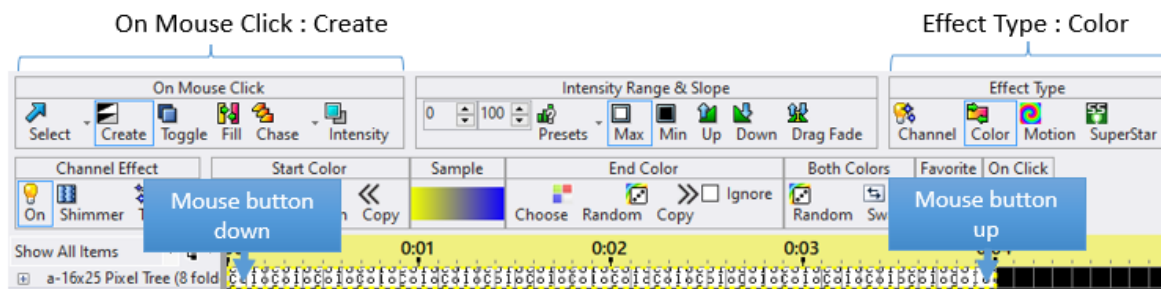 On Mouse Click : Create
Effect Type : Color
On Mouse Click
Intensity Range & Slope
Effect Type
Select Create Toggle Fill Chase Intensity
0 100 Presets Max Min Up Down Drag Fade
Channel Color Motion SuperStar
Channel Effect
Start Color
Sample
End Color
Both Colors
Favorite
On Click
On Shimmer
Copy
Choose Random Copy Ignore
Random
Mouse button
down
Mouse button
up
Show All Items
0:01 0:02 0:03
a-16x25 Pixel Tree (8 fold